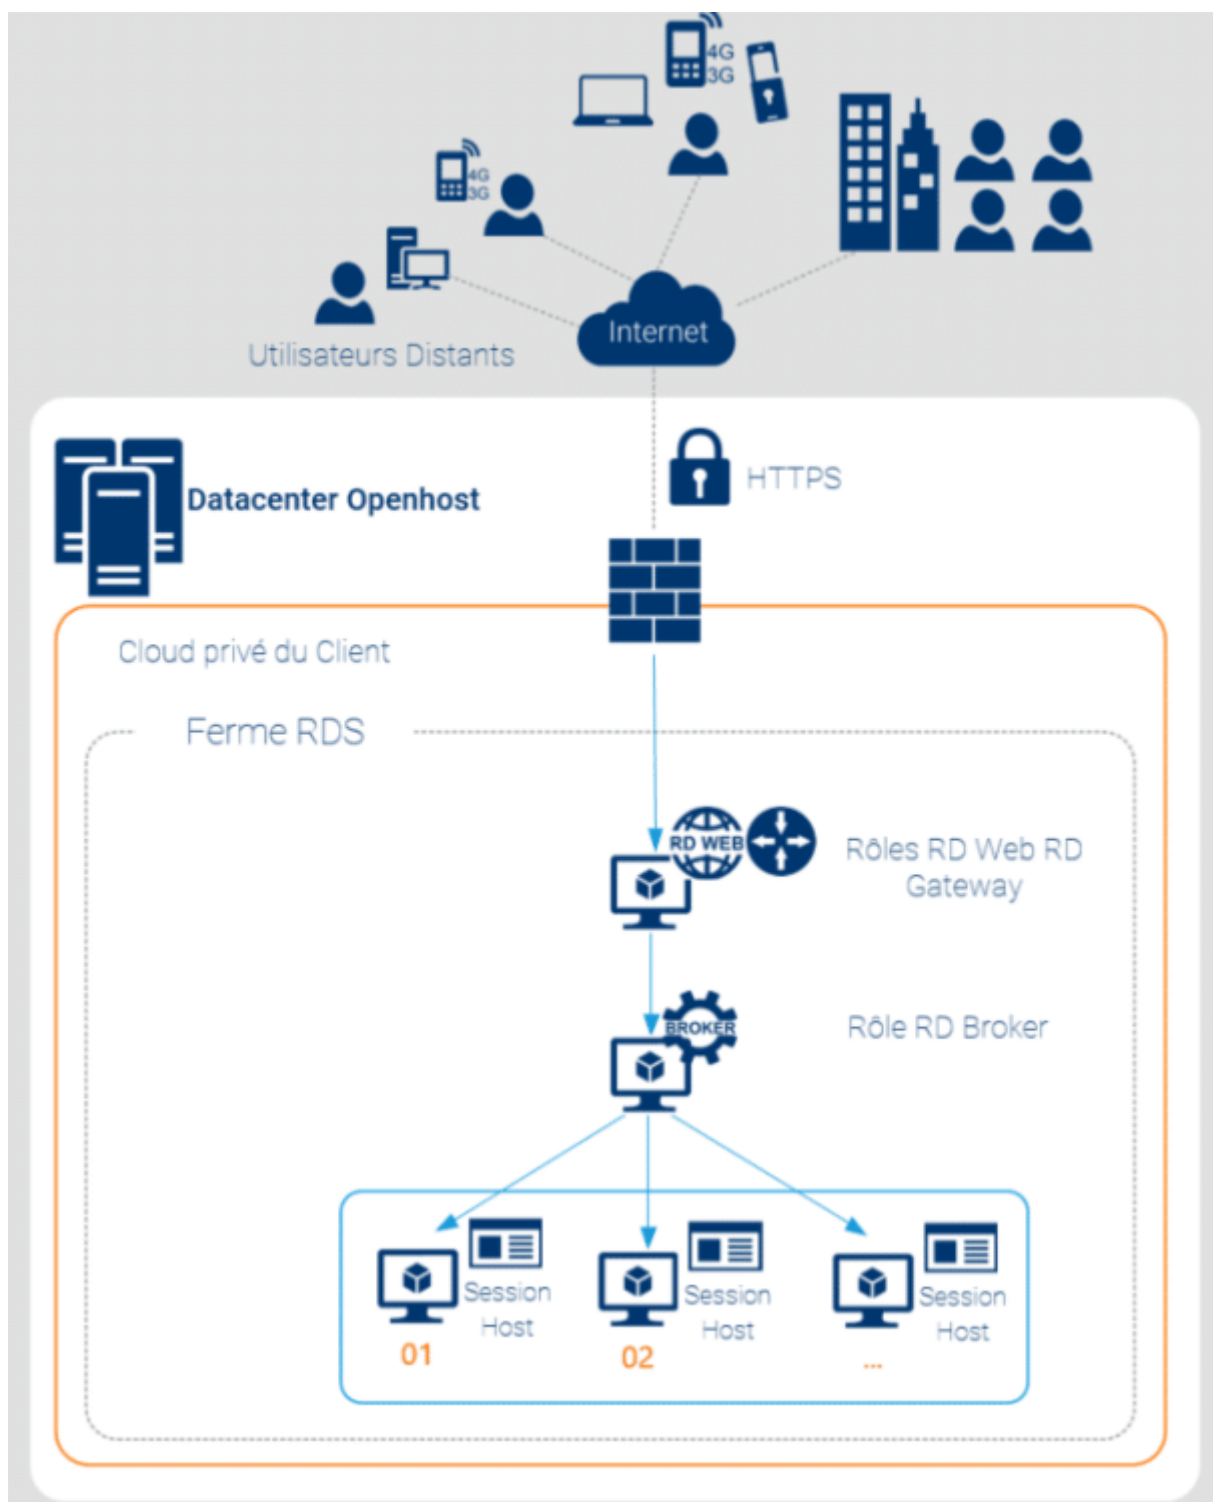 4G
3G
4G
3G
Internet
Utilisateurs Distants
HTTPS
Datacenter Openhost
Cloud privé du Client
Ferme RDS
RD WEB
Rôles RD Web RD
Gateway
BROKER
Rôle RD Broker
Session
Host
01
Session
Host
02
Session
Host
...